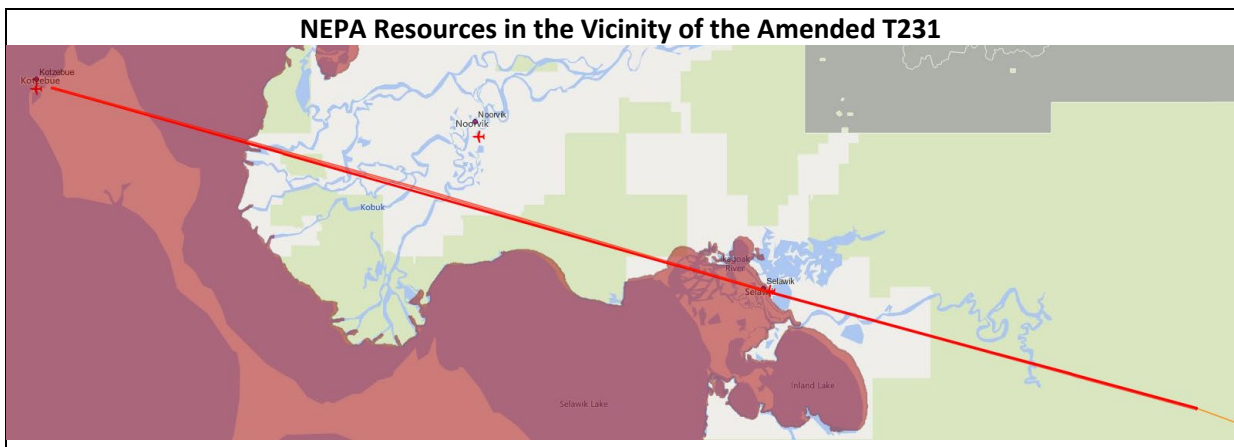 NEPA Resources in the Vicinity of the Amended T231
Kotzebue
Kotzebue
Noorvik
Noorvik
Kobuk
River
Selawik
Inland Lake
Selawik Lake